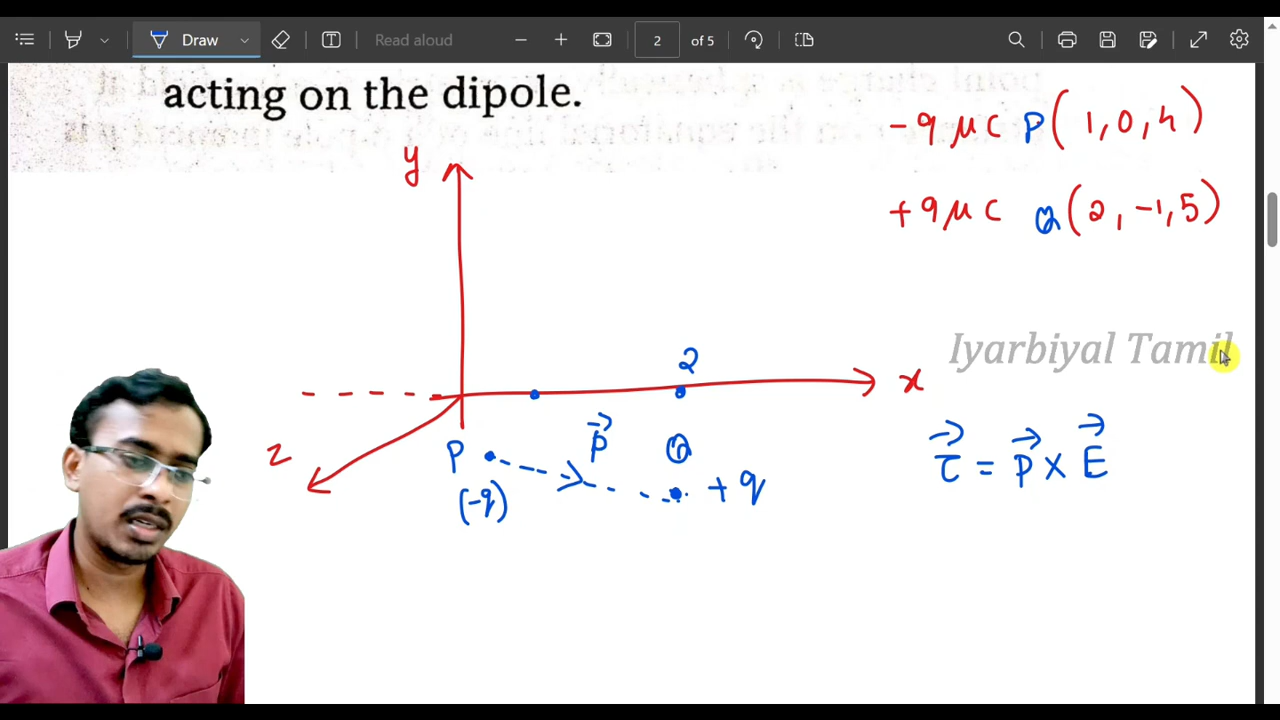 Draw
Read aloud
2
of 5
acting on the dipole.
-9 μC P(1,0,4)
+9 μC Q(2,-1,5)
y
Iyarbiyal Tamil
2
x
z
P
p⃗
Q
τ⃗ = p⃗ × E⃗
(-q)
+q